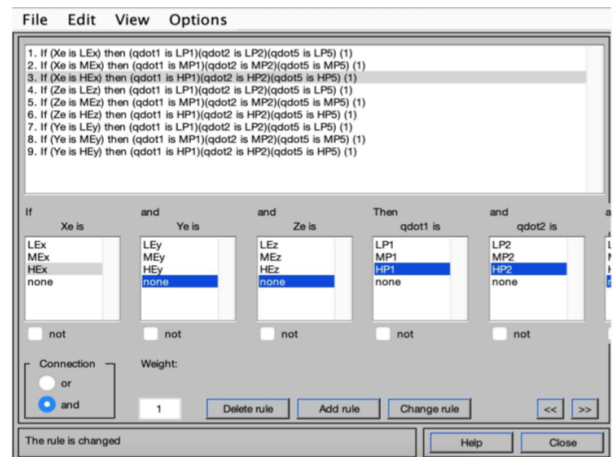 File Edit View Options
1. If (Xe is LEx) then (qdot1 is LP1)(qdot2 is LP2)(qdot5 is LP5) (1)
2. If (Xe is MEx) then (qdot1 is MP1)(qdot2 is MP2)(qdot5 is MP5) (1)
3. If (Xe is HEx) then (qdot1 is HP1)(qdot2 is HP2)(qdot5 is HP5) (1)
4. If (Ze is LEz) then (qdot1 is LP1)(qdot2 is LP2)(qdot5 is LP5) (1)
5. If (Ze is MEz) then (qdot1 is MP1)(qdot2 is MP2)(qdot5 is MP5) (1)
6. If (Ze is HEz) then (qdot1 is HP1)(qdot2 is HP2)(qdot5 is HP5) (1)
7. If (Ye is LEy) then (qdot1 is LP1)(qdot2 is LP2)(qdot5 is LP5) (1)
8. If (Ye is MEy) then (qdot1 is MP1)(qdot2 is MP2)(qdot5 is MP5) (1)
9. If (Ye is HEy) then (qdot1 is HP1)(qdot2 is HP2)(qdot5 is HP5) (1)
If and and Then and
Xe is Ye is Ze is qdot1 is qdot2 is
LEx LEy LEz LP1 LP2
MEx MEy MEz MP1 MP2
HEx HEy HEz HP1 HP2
none none none none none
not not not not not
Connection Weight:
or
and 1 Delete rule Add rule Change rule << >>
The rule is changed Help Close